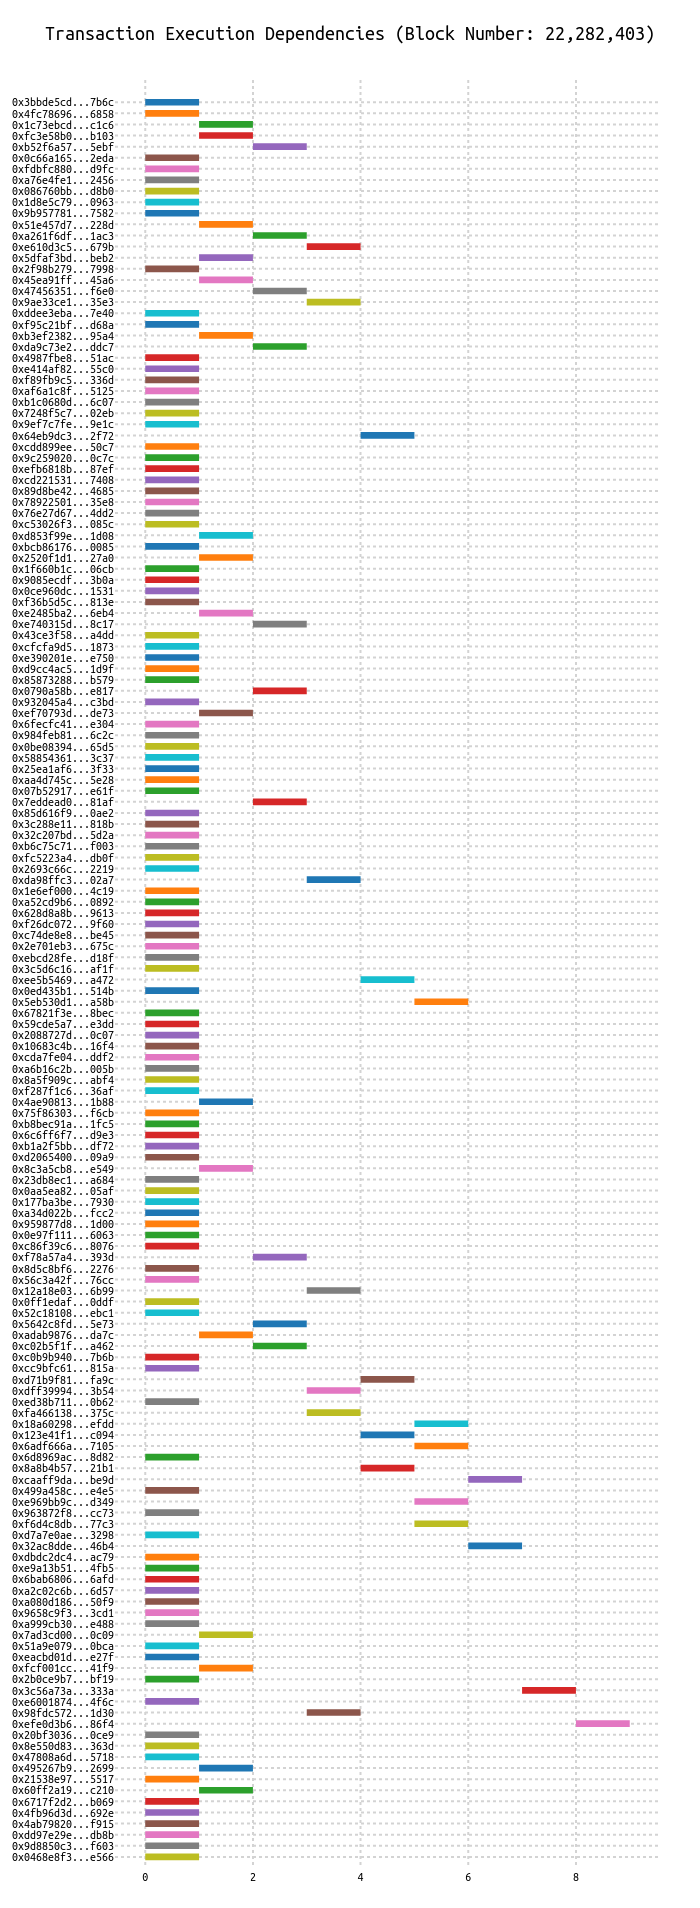 Transaction Execution Dependencies (Block Number: 22,282,403)
0x3bbde5cd...7b6c
0x4fc78696...6858
0x1c73ebcd...c1c6
0xfc3e58b0...b103
0xb52f6a57...5ebf
0x0c66a165...2eda
0xfdbfc880...d9fc
0xa76e4fe1...2456
0x086760bb...d8b0
0x1d8e5c79...0963
0x9b957781...7582
0x51e457d7...228d
0xa261f6df...1ac3
0xe610d3c5...679b
0x5dfaf3bd...beb2
0x2f98b279...7998
0x45ea91ff...45a6
0x47456351...f6e0
0x9ae33ce1...35e3
0xddee3eba...7e40
0xf95c21bf...d68a
0xb3ef2382...95a4
0xda9c73e2...ddc7
0x4987fbe8...51ac
0xe414af82...55c0
0xf89fb9c5...336d
0xaf6a1c8f...5125
0xb1c0680d...6c07
0x7248f5c7...02eb
0x9ef7c7fe...9e1c
0x64eb9dc3...2f72
0xcdd899ee...50c7
0x9c259020...0c7c
0xefb6818b...87ef
0xcd221531...7408
0x89d8be42...4685
0x78922501...35e8
0x76e27d67...4dd2
0xc53026f3...085c
0xd853f99e...1d08
0xbcb86176...0085
0x2520f1d1...27a0
0x1f660b1c...06cb
0x9085ecdf...3b0a
0x0ce960dc...1531
0xf36b5d5c...813e
0xe2485ba2...6eb4
0xe740315d...8c17
0x43ce3f58...a4dd
0xcfcfa9d5...1873
0xe390201e...e750
0xd9cc4ac5...1d9f
0x85873288...b579
0x0790a58b...e817
0x932045a4...c3bd
0xef70793d...de73
0x6fecfc41...e304
0x984feb81...6c2c
0x0be08394...65d5
0x58854361...3c37
0x25ea1af6...3f33
0xaa4d745c...5e28
0x07b52917...e61f
0x7eddead0...81af
0x85d616f9...0ae2
0x3c288e11...818b
0x32c207bd...5d2a
0xb6c75c71...f003
0xfc5223a4...db0f
0x2693c66c...2219
0xda98ffc3...02a7
0x1e6ef000...4c19
0xa52cd9b6...0892
0x628d8a8b...9613
0xf26dc072...9f60
0xc74de8e8...be45
0x2e701eb3...675c
0xebcd28fe...d18f
0x3c5d6c16...af1f
0xee5b5469...a472
0x0ed435b1...514b
0x5eb530d1...a58b
0x67821f3e...8bec
0x59cde5a7...e3dd
0x2088727d...0c07
0x10683c4b...16f4
0xcda7fe04...ddf2
0xa6b16c2b...005b
0x8a5f909c...abf4
0xf287f1c6...36af
0x4ae90813...1b88
0x75f86303...f6cb
0xb8bec91a...1fc5
0x6c6ff6f7...d9e3
0xb1a2f5bb...df72
0xd2065400...09a9
0x8c3a5cb8...e549
0x23db8ec1...a684
0x0aa5ea82...05af
0x177ba3be...7930
0xa34d022b...fcc2
0x959877d8...1d00
0x0e97f111...6063
0xc86f39c6...8076
0xf78a57a4...393d
0x8d5c8bf6...2276
0x56c3a42f...76cc
0x12a18e03...6b99
0x0ff1edaf...0ddf
0x52c18108...ebc1
0x5642c8fd...5e73
0xadab9876...da7c
0xc02b5f1f...a462
0xc0b9b940...7b6b
0xcc9bfc61...815a
0xd71b9f81...fa9c
0xdff39994...3b54
0xed38b711...0b62
0xfa466138...375c
0x18a60298...efdd
0x123e41f1...c094
0x6adf666a...7105
0x6d8969ac...8d82
0x8a8b4b57...21b1
0xcaaff9da...be9d
0x499a458c...e4e5
0xe969bb9c...d349
0x963872f8...cc73
0xf6d4c8db...77c3
0xd7a7e0ae...3298
0x32ac8dde...46b4
0xdbdc2dc4...ac79
0xe9a13b51...4fb5
0x6bab6806...6afd
0xa2c02c6b...6d57
0xa080d186...50f9
0x9658c9f3...3cd1
0xa999cb30...e488
0x7ad3cd00...0c09
0x51a9e079...0bca
0xeacbd01d...e27f
0xfcf001cc...41f9
0x2b0ce9b7...bf19
0x3c56a73a...333a
0xe6001874...4f6c
0x98fdc572...1d30
0xefe0d3b6...86f4
0x20bf3036...0ce9
0x8e550d83...363d
0x47808a6d...5718
0x495267b9...2699
0x21538e97...5517
0x60ff2a19...c210
0x6717f2d2...b069
0x4fb96d3d...692e
0x4ab79820...f915
0xdd97e29e...db8b
0x9d8850c3...f603
0x0468e8f3...e566
0 2 4 6 8